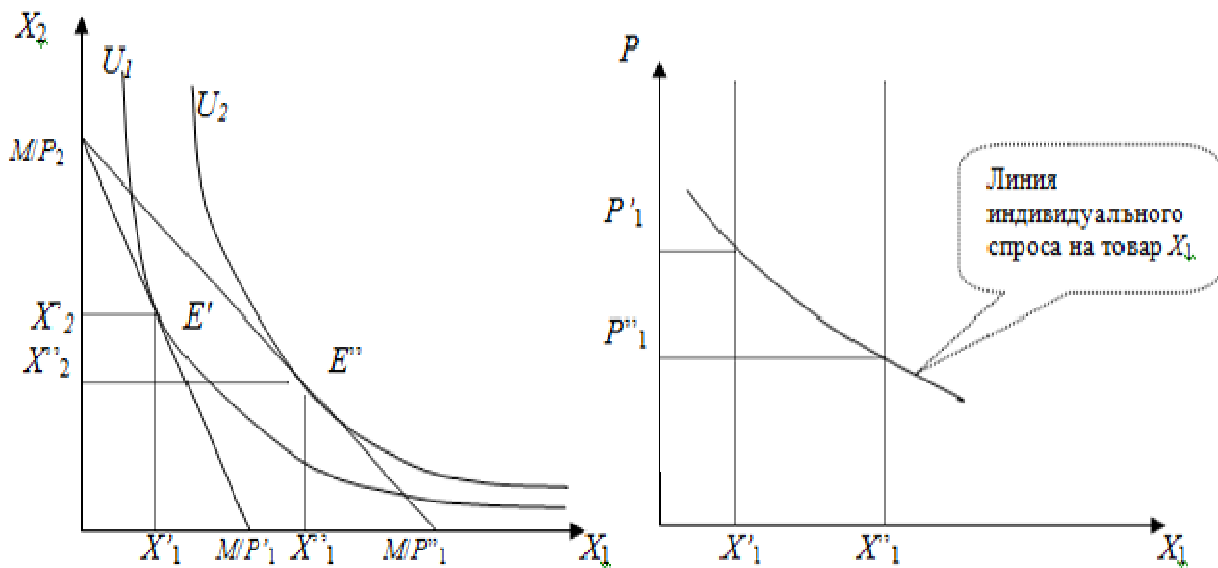 X₂
U₁
U₂
M/P₂
X'₂
E'
X''₂
E''
X'₁
M/P'₁
X''₁
M/P''₁
X₁
P
P'₁
P''₁
Линия
индивидуального
спроса на товар X₁
X'₁
X''₁
X₁